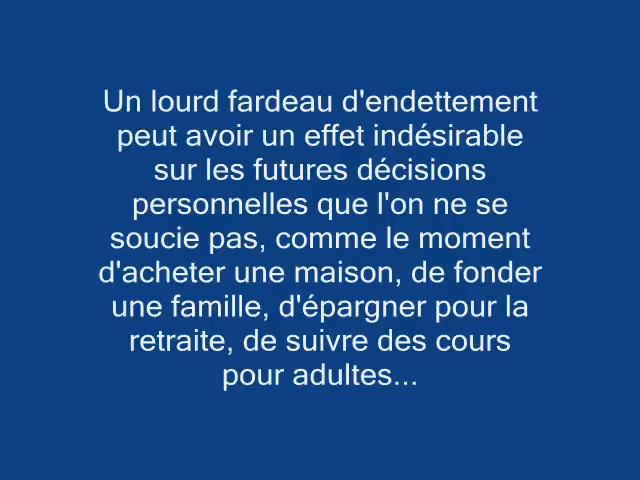 Un lourd fardeau d'endettement
peut avoir un effet indésirable
sur les futures décisions
personnelles que l'on ne se
soucie pas, comme le moment
d'acheter une maison, de fonder
une famille, d'épargner pour la
retraite, de suivre des cours
pour adultes...